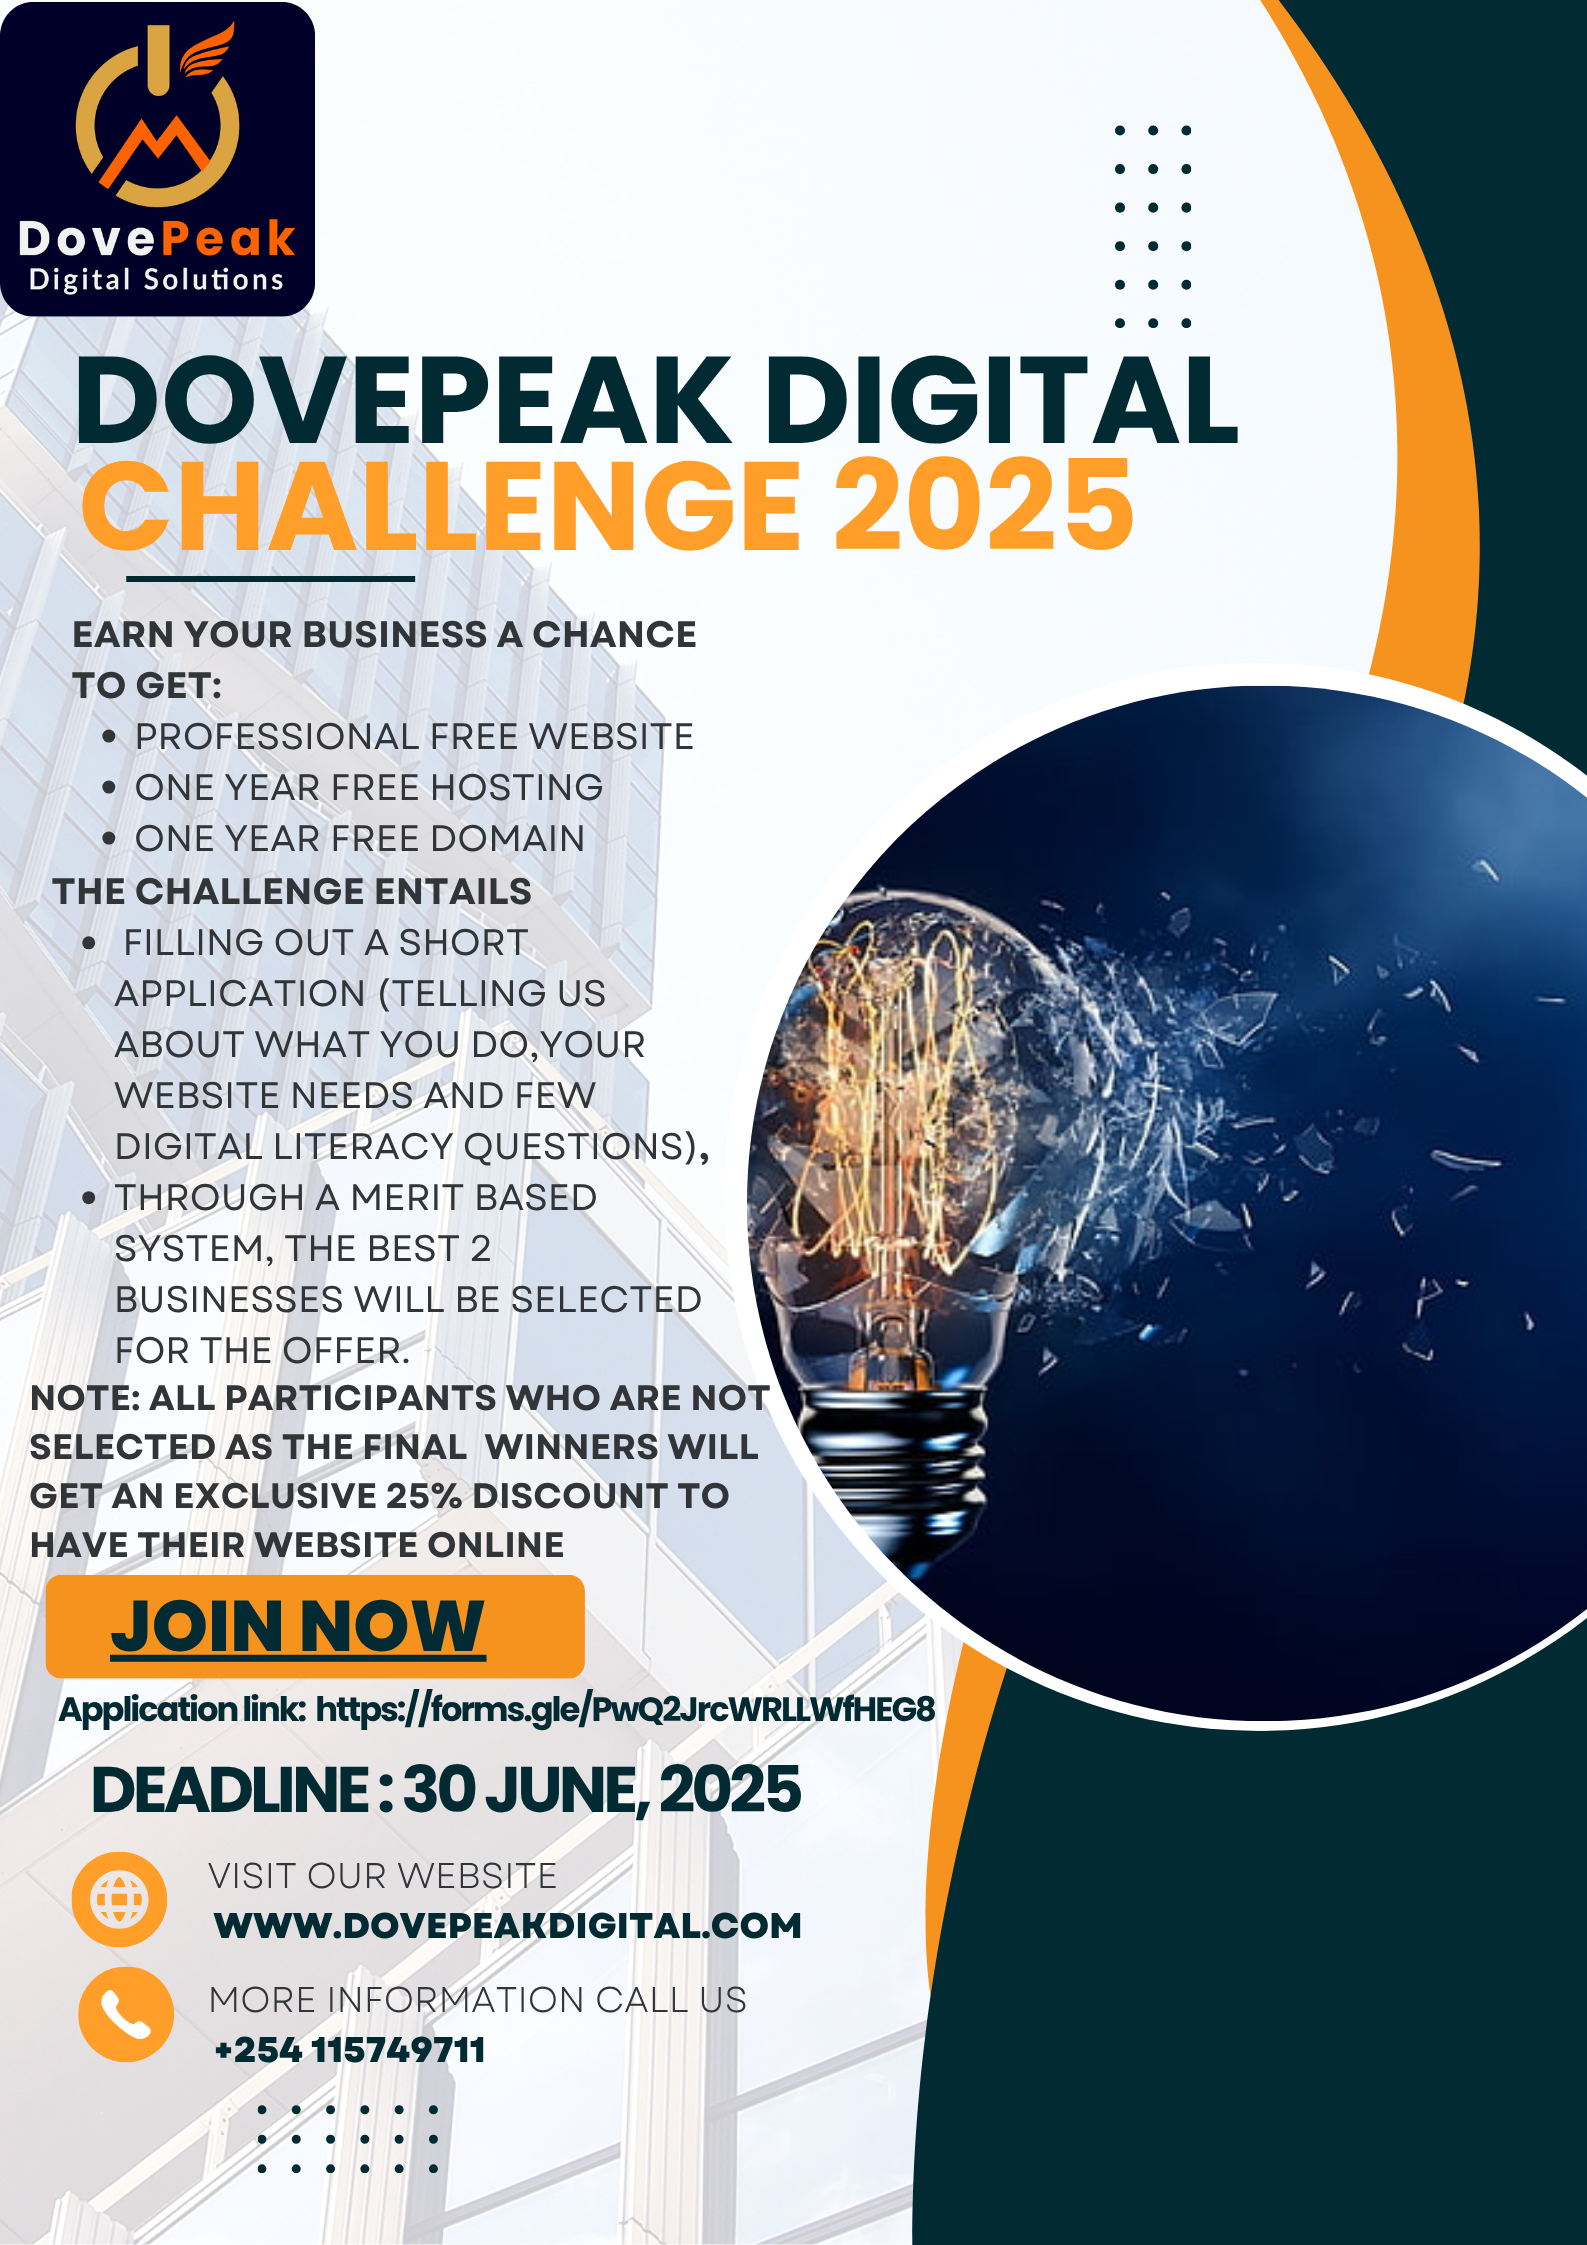 DovePeak
Digital Solutions
DOVEPEAK DIGITAL
CHALLENGE 2025
EARN YOUR BUSINESS A CHANCE
TO GET:
• PROFESSIONAL FREE WEBSITE
• ONE YEAR FREE HOSTING
• ONE YEAR FREE DOMAIN
THE CHALLENGE ENTAILS
• FILLING OUT A SHORT
APPLICATION (TELLING US
ABOUT WHAT YOU DO,YOUR
WEBSITE NEEDS AND FEW
DIGITAL LITERACY QUESTIONS),
• THROUGH A MERIT BASED
SYSTEM, THE BEST 2
BUSINESSES WILL BE SELECTED
FOR THE OFFER.
NOTE: ALL PARTICIPANTS WHO ARE NOT
SELECTED AS THE FINAL WINNERS WILL
GET AN EXCLUSIVE 25% DISCOUNT TO
HAVE THEIR WEBSITE ONLINE
JOIN NOW
Application link: https://forms.gle/PwQ2JrcWRLLWfHEG8
DEADLINE : 30 JUNE, 2025
VISIT OUR WEBSITE
WWW.DOVEPEAKDIGITAL.COM
MORE INFORMATION CALL US
+254 115749711